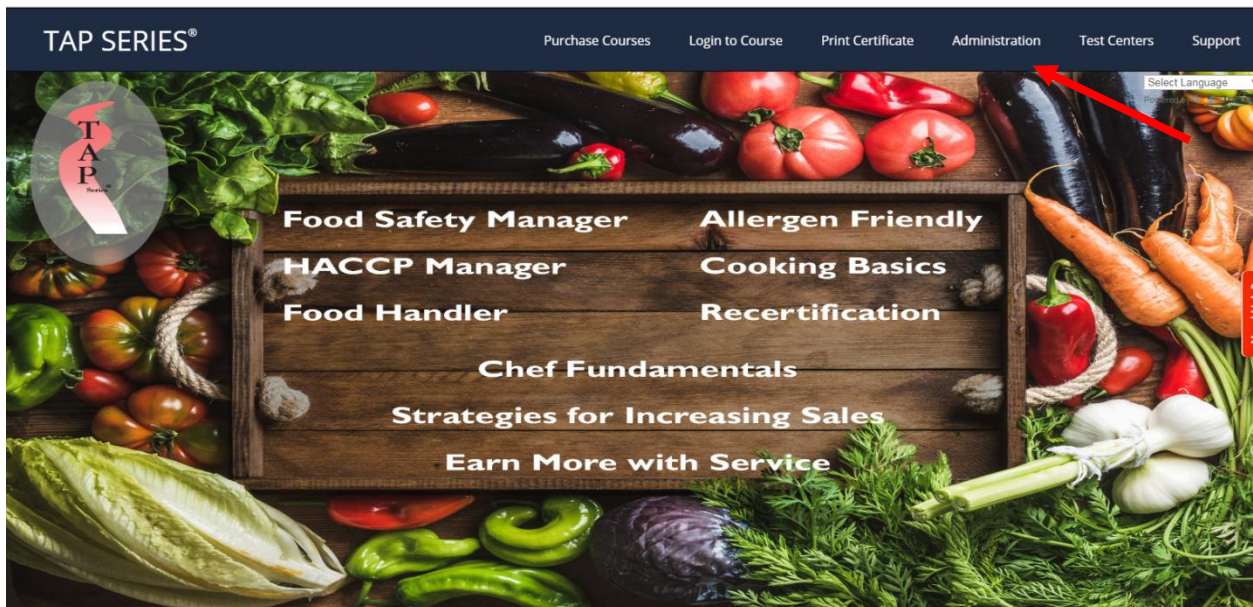 TAP SERIES®
Purchase Courses Login to Course Print Certificate Administration Test Centers Support
Select Language
TAP
Series®
Food Safety Manager Allergen Friendly
HACCP Manager Cooking Basics
Food Handler Recertification
Chef Fundamentals
Strategies for Increasing Sales
Earn More with Service